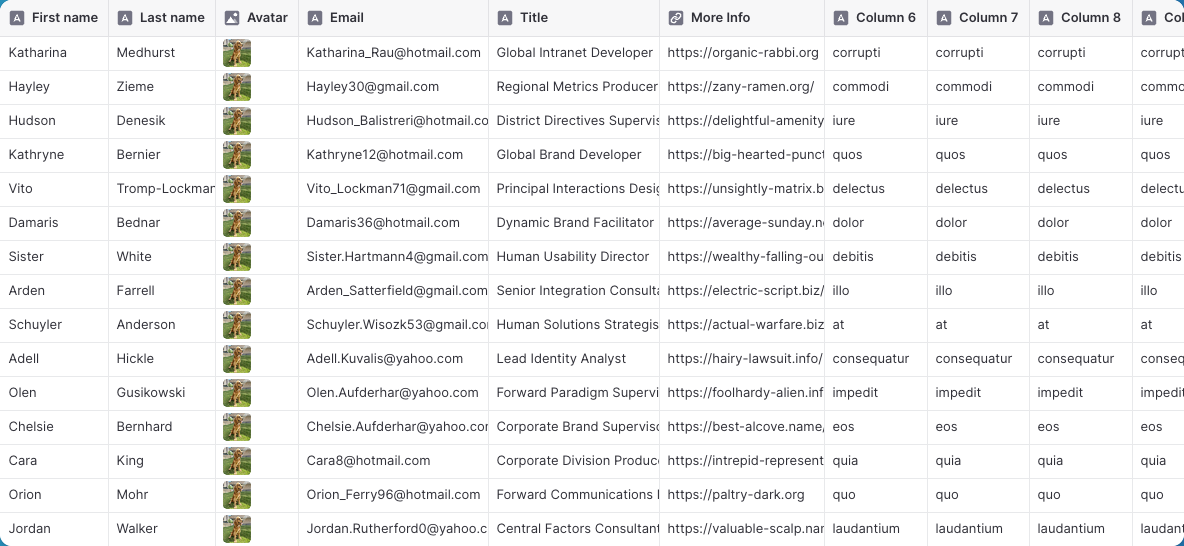 First name Last name Avatar Email Title More Info Column 6 Column 7 Column 8
Katharina Medhurst Katharina_Rau@hotmail.com Global Intranet Developer https://organic-rabbi.org corrupti corrupti corrupti corrupt
Hayley Zieme Hayley30@gmail.com Regional Metrics Producer https://zany-ramen.org/ commodi commodi commodi commo
Hudson Denesik Hudson_Balistreri@hotmail.co District Directives Supervis https://delightful-amenity iure iure iure iure
Kathryne Bernier Kathryne12@hotmail.com Global Brand Developer https://big-hearted-punct quos quos quos quos
Vito Tromp-Lockman Vito_Lockman71@gmail.com Principal Interactions Desig https://unsightly-matrix.b delectus delectus delectus delectu
Damaris Bednar Damaris36@hotmail.com Dynamic Brand Facilitator https://average-sunday.ne dolor dolor dolor dolor
Sister White Sister.Hartmann4@gmail.com Human Usability Director https://wealthy-falling-ou debitis debitis debitis debitis
Arden Farrell Arden_Satterfield@gmail.com Senior Integration Consulta https://electric-script.biz/ illo illo illo illo
Schuyler Anderson Schuyler.Wisozk53@gmail.co Human Solutions Strategis https://actual-warfare.biz at at at at
Adell Hickle Adell.Kuvalis@yahoo.com Lead Identity Analyst https://hairy-lawsuit.info/ consequatur consequatur consequatur conseq
Olen Gusikowski Olen.Aufderhar@yahoo.com Forward Paradigm Supervi https://foolhardy-alien.inf impedit impedit impedit impedit
Chelsie Bernhard Chelsie.Aufderhar@yahoo.cor Corporate Brand Superviso https://best-alcove.name/ eos eos eos eos
Cara King Cara8@hotmail.com Corporate Division Produc https://intrepid-represent quia quia quia quia
Orion Mohr Orion_Ferry96@hotmail.com Forward Communications https://paltry-dark.org quo quo quo quo
Jordan Walker Jordan.Rutherford0@yahoo.c Central Factors Consultant https://valuable-scalp.nar laudantium laudantium laudantium laudant